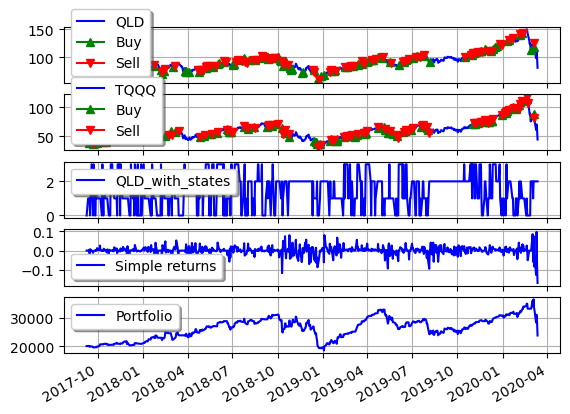 QLD
Buy
Sell
150
100
TQQQ
Buy
Sell
100
50
QLD_with_states
2
0
Simple returns
0.1
0.0
−0.1
Portfolio
30000
20000
2017-10
2018-01
2018-04
2018-07
2018-10
2019-01
2019-04
2019-07
2019-10
2020-01
2020-04